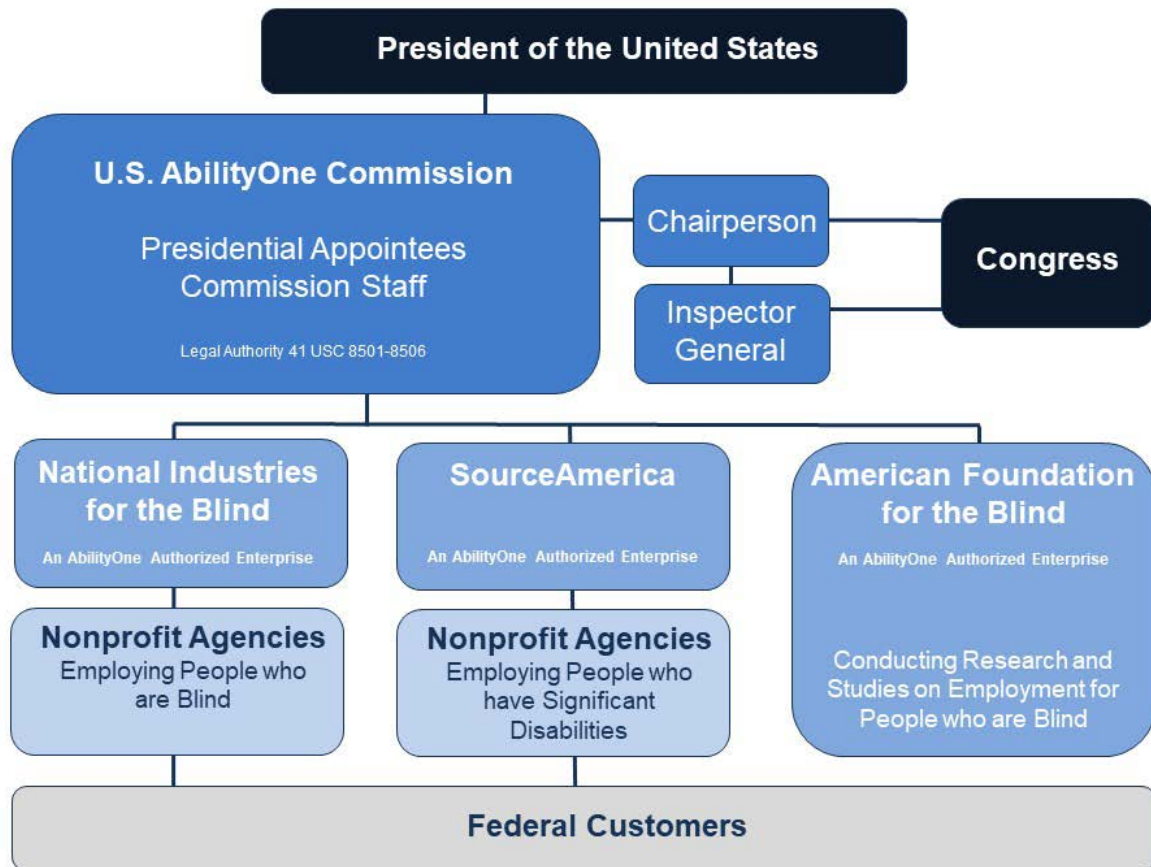 President of the United States
U.S. AbilityOne Commission
Presidential Appointees
Commission Staff
Legal Authority 41 USC 8501-8506
Chairperson
Inspector
General
Congress
National Industries
for the Blind
An AbilityOne Authorized Enterprise
SourceAmerica
An AbilityOne Authorized Enterprise
American Foundation
for the Blind
An AbilityOne Authorized Enterprise
Conducting Research and
Studies on Employment for
People who are Blind
Nonprofit Agencies
Employing People who
are Blind
Nonprofit Agencies
Employing People who
have Significant
Disabilities
Federal Customers